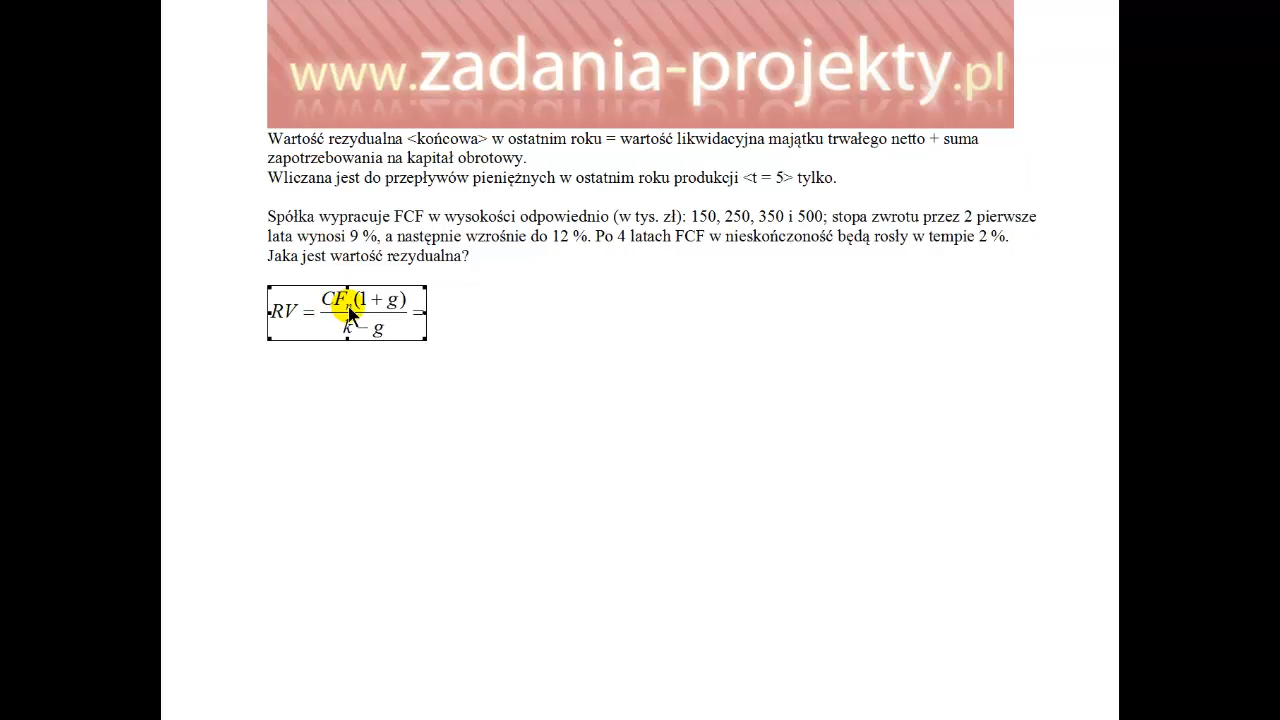 www.zadania-projekty.pl
Wartość rezydualna <końcowa> w ostatnim roku = wartość likwidacyjna majątku trwałego netto + suma
zapotrzebowania na kapitał obrotowy.
Wliczana jest do przepływów pieniężnych w ostatnim roku produkcji <t = 5> tylko.
Spółka wypracuje FCF w wysokości odpowiednio (w tys. zł): 150, 250, 350 i 500; stopa zwrotu przez 2 pierwsze
lata wynosi 9 %, a następnie wzrośnie do 12 %. Po 4 latach FCF w nieskończoność będą rosły w tempie 2 %.
Jaka jest wartość rezydualna?
RV = CFn(1 + g) / k − g =